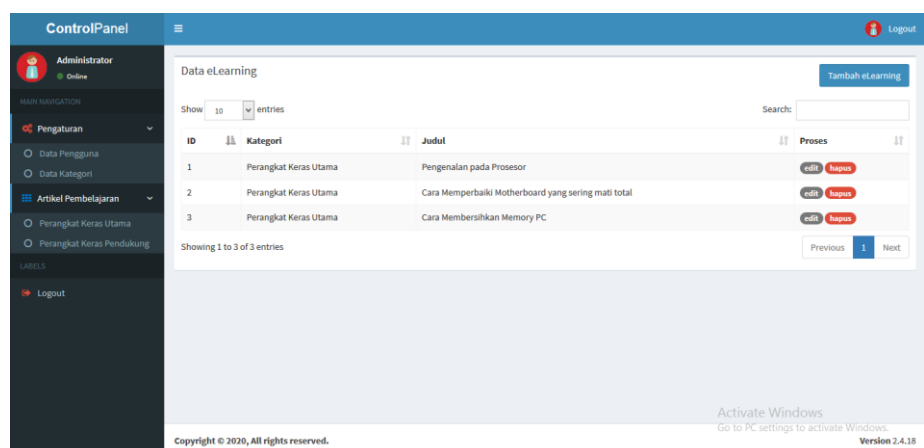 ControlPanel
Logout
Administrator
Online
MAIN NAVIGATION
Pengaturan
Data Pengguna
Data Kategori
Artikel Pembelajaran
Perangkat Keras Utama
Perangkat Keras Pendukung
LABELS
Logout
Data eLearning
Tambah eLearning
Show 10 entries
Search:
ID Kategori Judul Proses
1 Perangkat Keras Utama Pengenalan pada Prosesor edit hapus
2 Perangkat Keras Utama Cara Memperbaiki Motherboard yang sering mati total edit hapus
3 Perangkat Keras Utama Cara Membersihkan Memory PC edit hapus
Showing 1 to 3 of 3 entries
Previous 1 Next
Activate Windows
Go to PC settings to activate Windows.
Copyright © 2020, All rights reserved.
Version 2.4.18